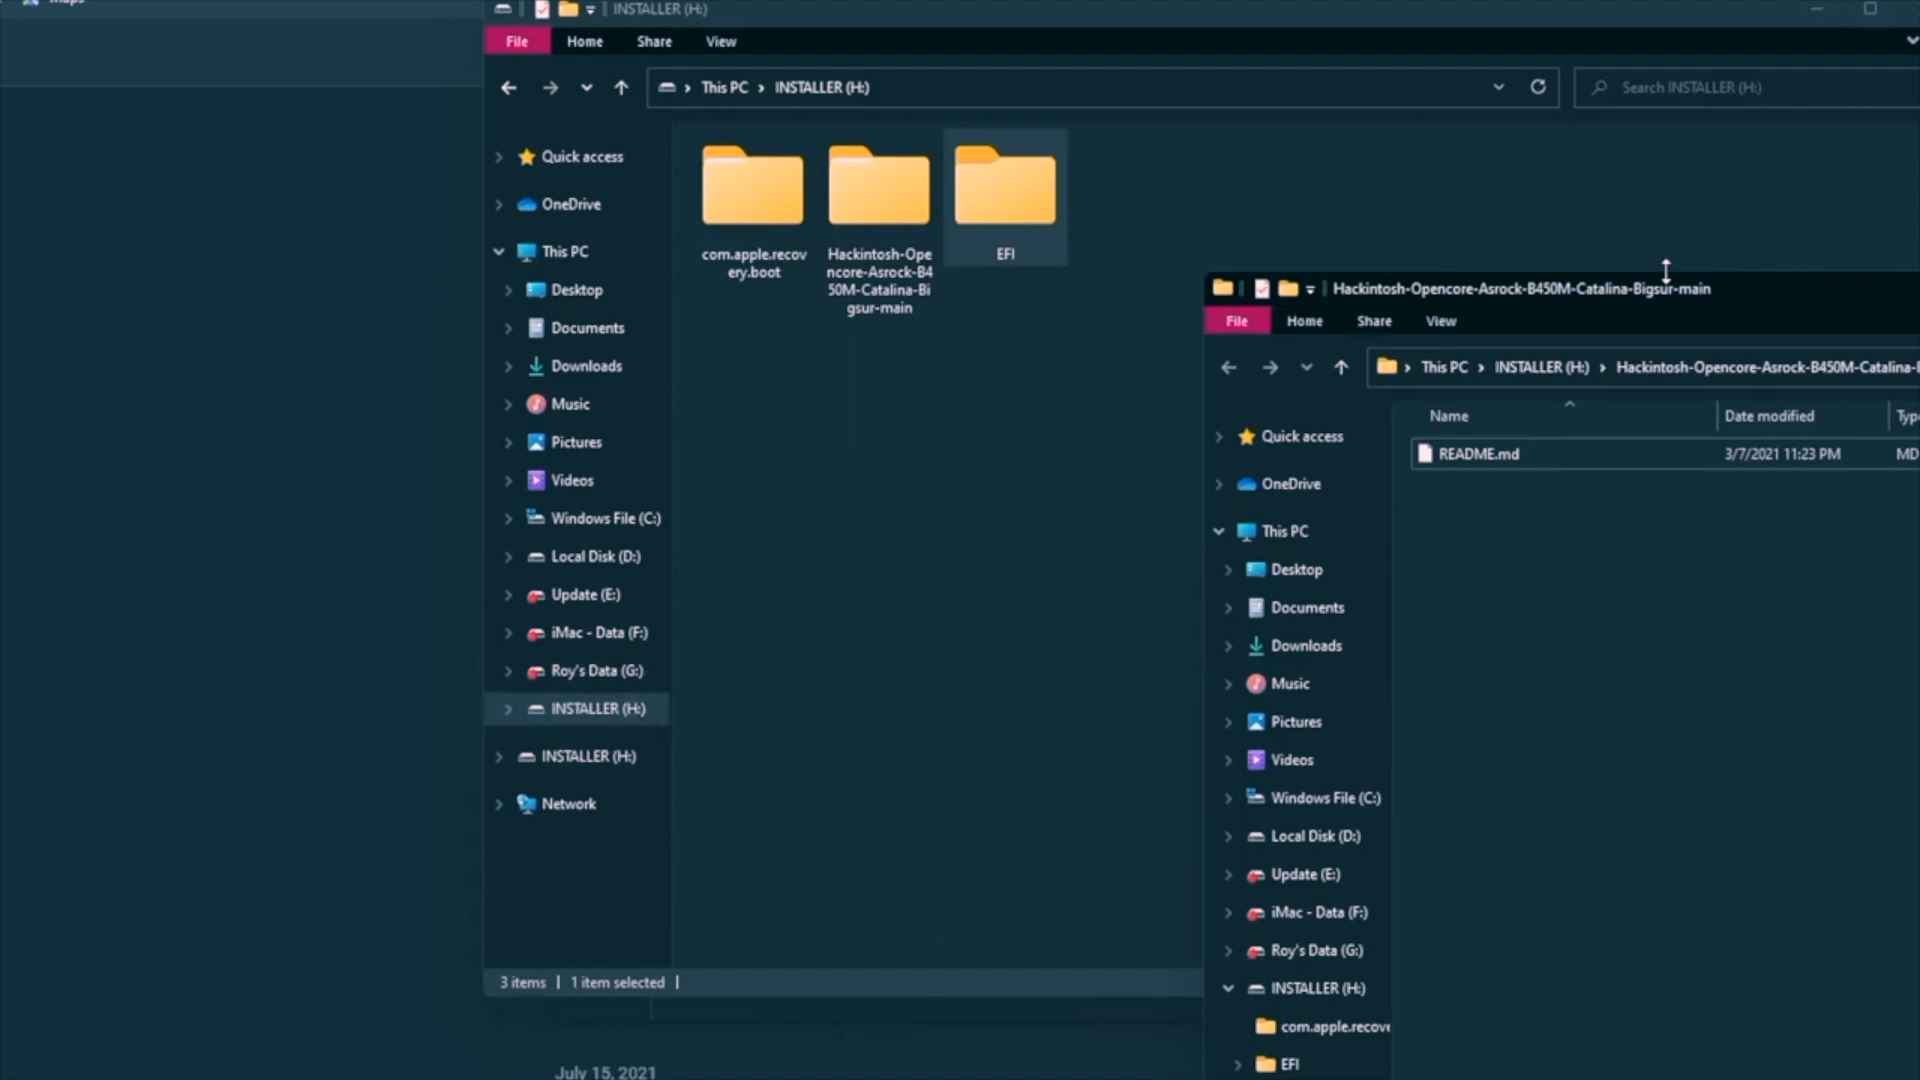 maps
INSTALLER (H:)
File Home Share View
This PC > INSTALLER (H:)
Search INSTALLER (H:)
Quick access
OneDrive
This PC
Desktop
Documents
Downloads
Music
Pictures
Videos
Windows File (C:)
Local Disk (D:)
Update (E:)
iMac - Data (F:)
Roy's Data (G:)
INSTALLER (H:)
INSTALLER (H:)
Network
com.apple.recov
ery.boot
Hackintosh-Ope
ncore-Asrock-B4
50M-Catalina-Bi
gsur-main
EFI
3 items | 1 item selected |
July 15, 2021
Hackintosh-Opencore-Asrock-B450M-Catalina-Bigsur-main
File Home Share View
This PC > INSTALLER (H:) > Hackintosh-Opencore-Asrock-B450M-Catalina-B
Name Date modified Type
README.md 3/7/2021 11:23 PM MD
Quick access
OneDrive
This PC
Desktop
Documents
Downloads
Music
Pictures
Videos
Windows File (C:)
Local Disk (D:)
Update (E:)
iMac - Data (F:)
Roy's Data (G:)
INSTALLER (H:)
com.apple.recove
EFI